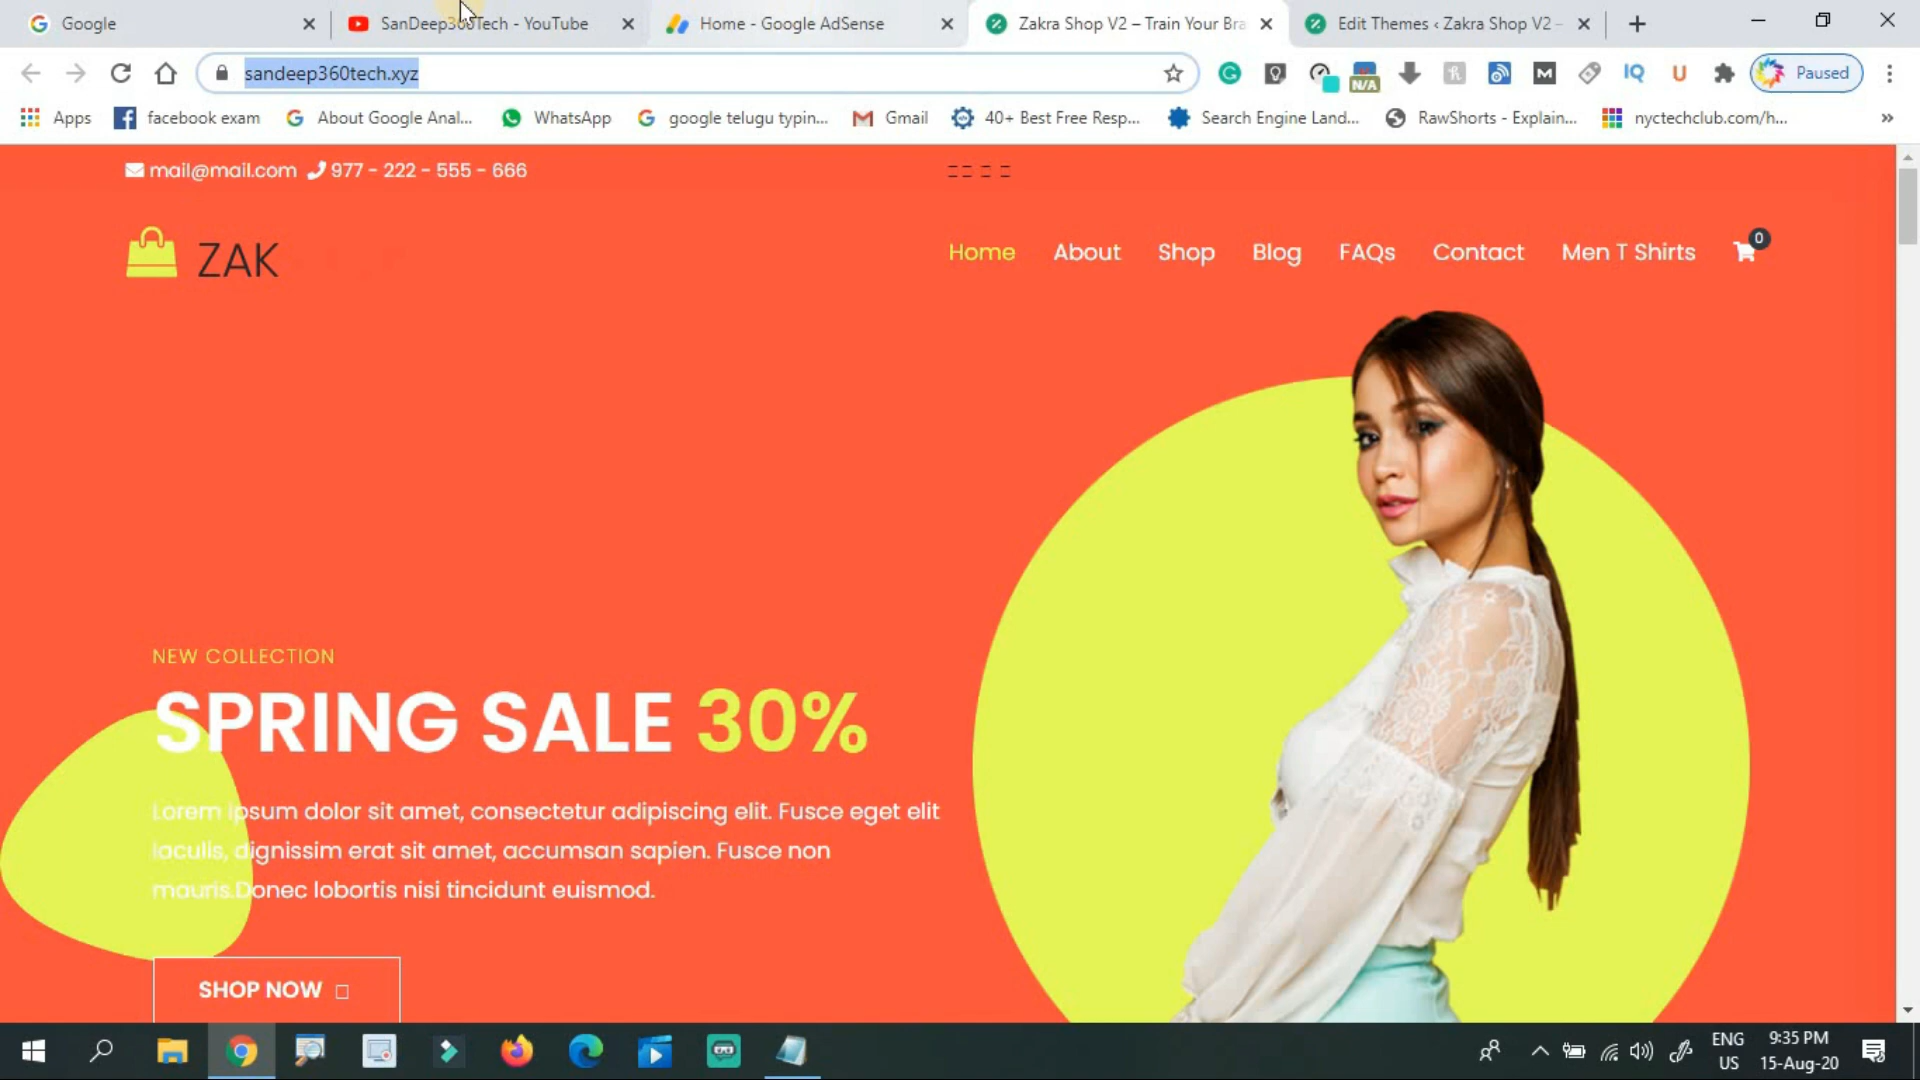 Google
SanDeep360Tech - YouTube
Home - Google AdSense
Zakra Shop V2 – Train Your Bra
Edit Themes ‹ Zakra Shop V2 –
sandeep360tech.xyz
N/A
M
IQ
U
Paused
Apps
facebook exam
About Google Anal...
WhatsApp
google telugu typin...
Gmail
40+ Best Free Resp...
Search Engine Land...
RawShorts - Explain...
nyctechclub.com/h...
mail@mail.com 977 - 222 - 555 - 666
ZAK
Home
About
Shop
Blog
FAQs
Contact
Men T Shirts
0
NEW COLLECTION
SPRING SALE 30%
Lorem ipsum dolor sit amet, consectetur adipiscing elit. Fusce eget elit
iaculis, dignissim erat sit amet, accumsan sapien. Fusce non
mauris.Donec lobortis nisi tincidunt euismod.
SHOP NOW
ENG
US
9:35 PM
15-Aug-20